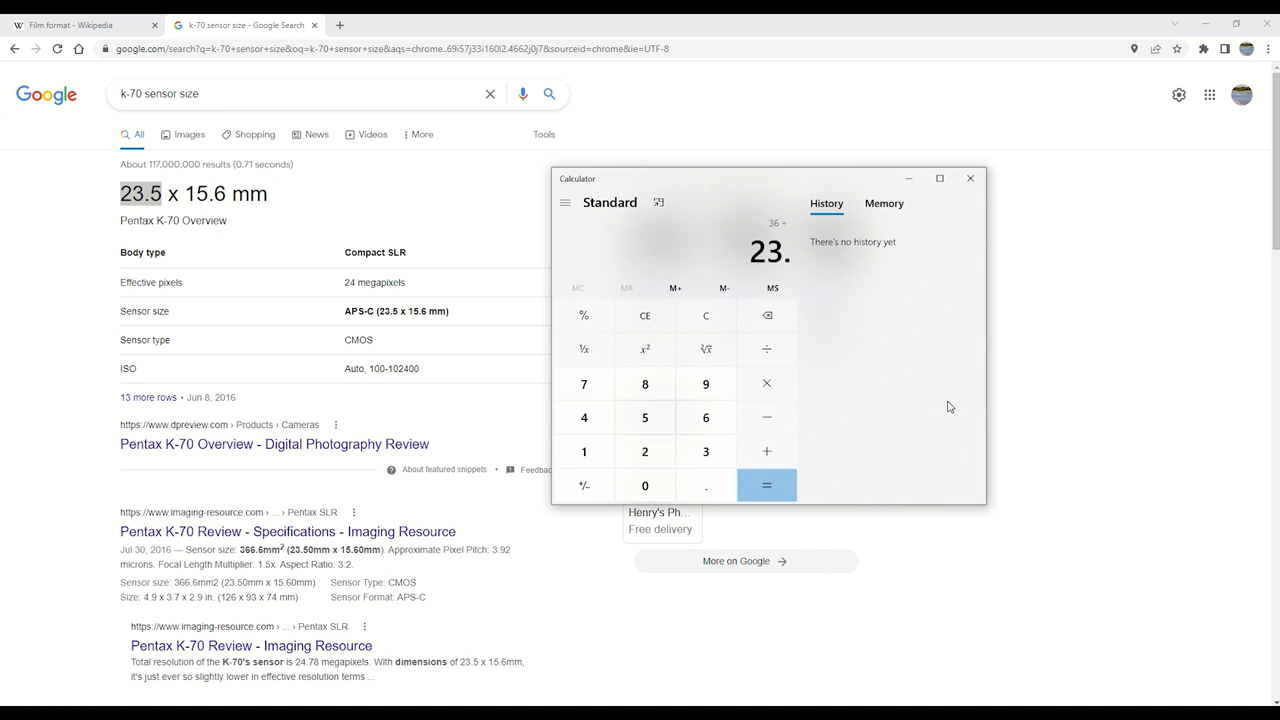 Film format - Wikipedia
k-70 sensor size - Google Search
google.com/search?q=k-70+sensor+size&oq=k-70+sensor+size&aqs=chrome..69i57j33i160l2.4662j0j7&sourceid=chrome&ie=UTF-8
Google
k-70 sensor size
All
Images
Shopping
News
Videos
More
Tools
About 117,000,000 results (0.71 seconds)
23.5 x 15.6 mm
Pentax K-70 Overview
Body type Compact SLR
Effective pixels 24 megapixels
Sensor size APS-C (23.5 x 15.6 mm)
Sensor type CMOS
ISO Auto, 100-102400
13 more rows • Jun 8, 2016
https://www.dpreview.com › Products › Cameras
Pentax K-70 Overview - Digital Photography Review
About featured snippets • Feedbac
https://www.imaging-resource.com › ... › Pentax SLR
Pentax K-70 Review - Specifications - Imaging Resource
Jul 30, 2016 — Sensor size: 366.6mm² (23.50mm x 15.60mm). Approximate Pixel Pitch: 3.92
microns. Focal Length Multiplier: 1.5x. Aspect Ratio: 3:2.
Sensor size: 366.6mm2 (23.50mm x 15.60mm) Sensor Type: CMOS
Size: 4.9 x 3.7 x 2.9 in. (126 x 93 x 74 mm) Sensor Format: APS-C
https://www.imaging-resource.com › ... › Pentax SLR
Pentax K-70 Review - Imaging Resource
Total resolution of the K-70's sensor is 24.78 megapixels. With dimensions of 23.5 x 15.6mm,
it's just ever so slightly lower in effective resolution terms ...
Calculator
Standard
History Memory
36 ÷
23.
There's no history yet
MC MR M+ M- MS
% CE C ⌫
¹/x x² ²√x ÷
7 8 9 ×
4 5 6 −
1 2 3 +
+/− 0 . =
Henry's Ph...
Free delivery
More on Google →